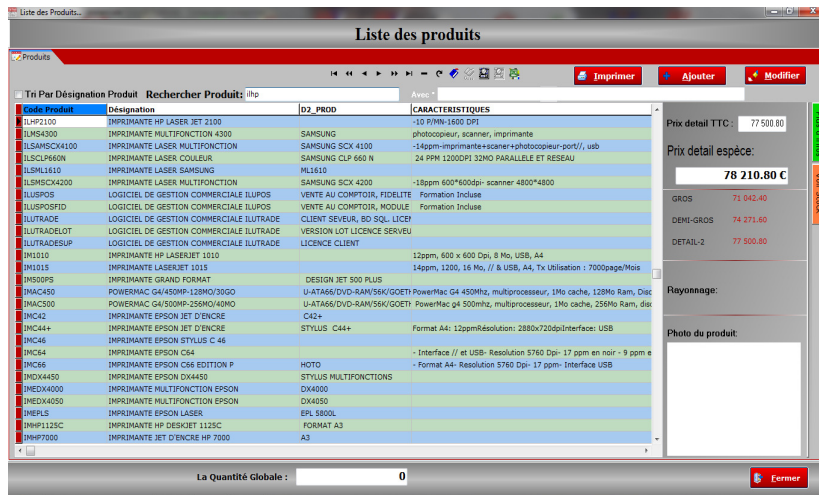 Liste des Produits...
Liste des produits
Produits
Imprimer
Ajouter
Modifier
Tri Par Désignation Produit Rechercher Produit: ilhp
Avec *
Code Produit Désignation D2_PROD CARACTERISTIQUES
ILHP2100 IMPRIMANTE HP LASER JET 2100 -10 P/MN-1600 DPI
ILMS4300 IMPRIMANTE MULTIFONCTION 4300 SAMSUNG photocopieur, scanner, imprimante
ILSAMSCX4100 IMPRIMANTE LASER MULTIFONCTION SAMSUNG SCX 4100 -14ppm-imprimante+scaner+photocopieur-port//, usb
ILSCLP660N IMPRIMANTE LASER COULEUR SAMSUNG CLP 660 N 24 PPM 1200DPI 32MO PARALLELE ET RESEAU
ILSML1610 IMPRIMANTE LASER SAMSUNG ML1610
ILSMSCX4200 IMPRIMANTE LASER MULTIFONCTION SAMSUNG SCX 4200 -18ppm 600*600dpi- scanner 4800*4800
ILUSPOS LOGICIEL DE GESTION COMMERCIALE ILUPOS VENTE AU COMPTOIR, FIDELITE Formation Incluse
ILUSPOSFID LOGICIEL DE GESTION COMMERCIALE ILUPOS VENTE AU COMPTOIR, MODULE Formation Incluse
ILUTRADE LOGICIEL DE GESTION COMMERCIALE ILUTRADE CLIENT SEVEUR, BD SQL. LICEN
ILUTRADELOT LOGICIEL DE GESTION COMMERCIALE ILUTRADE VERSION LOT LICENCE SERVEU
ILUTRADESUP LOGICIEL DE GESTION COMMERCIALE ILUTRADE LICENCE CLIENT
IM1010 IMPRIMANTE HP LASERJET 1010 12ppm, 600 x 600 Dpi, 8 Mo, USB, A4
IM1015 IMPRIMANTE LASERJET 1015 14ppm, 1200, 16 Mo, // & USB, A4, Tx Utilisation : 7000page/Mois
IM500PS IMPRIMANTE GRAND FORMAT DESIGN JET 500 PLUS
IMAC450 POWERMAC G4/450MP-128MO/30GO U-ATA66/DVD-RAM/56K/GOETH PowerMac G4 450Mhz, multiprocesseur, 1Mo cache, 128Mo Ram, Disc
IMAC500 POWERMAC G4/500MP-256MO/40MO U-ATA66/DVD-RAM/56K/GOETH PowerMac g4 500mhz, multiprocesseur, 1Mo cache, 256Mo Ram, disc
IMC42 IMPRIMANTE EPSON JET D'ENCRE C42+
IMC44+ IMPRIMANTE EPSON JET D'ENCRE STYLUS C44+ Format A4: 12ppmRésolution: 2880x720dpiInterface: USB
IMC46 IMPRIMANTE EPSON STYLUS C 46
IMC64 IMPRIMANTE EPSON C64 - Interface // et USB- Resolution 5760 Dpi- 17 ppm en noir - 9 ppm e
IMC66 IMPRIMANTE EPSON C66 EDITION P HOTO - Format A4- Resolution 5760 Dpi- 17 ppm- Interface USB
IMDX4450 IMPRIMANTE EPSON DX4450 STYLUS MULTIFONCTIONS
IMEDX4000 IMPRIMANTE MULTIFONCTION EPSON DX4000
IMEDX4050 IMPRIMANTE MULTIFONCTION EPSON DX4050
IMEPLS IMPRIMANTE EPSON LASER EPL 5800L
IMHP1125C IMPRIMANTE HP DESKJET 1125C FORMAT A3
IMHP7000 IMPRIMANTE JET D'ENCRE HP 7000 A3
Prix detail TTC : 77 500.80
Prix detail espèce:
78 210.80 €
GROS 71 042.40
DEMI-GROS 74 271.60
DETAIL-2 77 500.80
Rayonnage:
Photo du produit:
La Quantité Globale : 0
Fermer